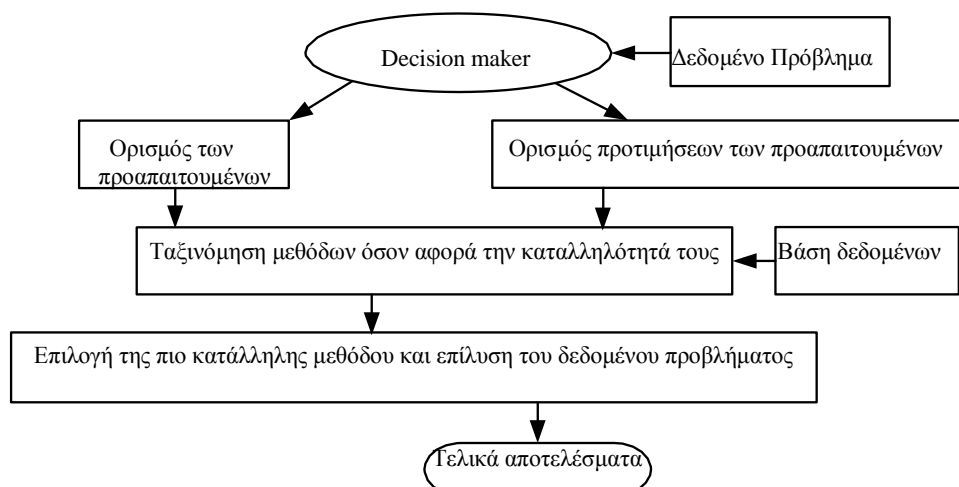 Decision maker
Δεδομένο Πρόβλημα
Ορισμός των
προαπαιτουμένων
Ορισμός προτιμήσεων των προαπαιτουμένων
Ταξινόμηση μεθόδων όσον αφορά την καταλληλότητά τους
Βάση δεδομένων
Επιλογή της πιο κατάλληλης μεθόδου και επίλυση του δεδομένου προβλήματος
Τελικά αποτελέσματα